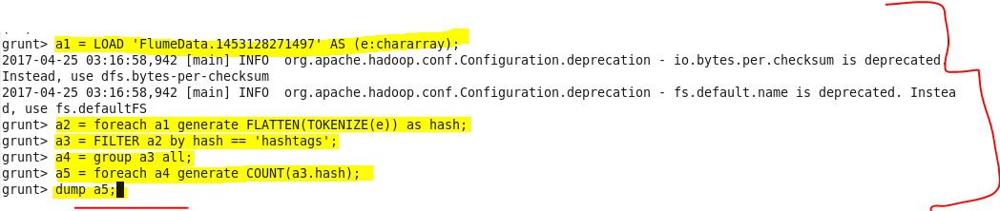 grunt> a1 = LOAD 'FlumeData.1453128271497' AS (e:chararray);
2017-04-25 03:16:58,942 [main] INFO  org.apache.hadoop.conf.Configuration.deprecation - io.bytes.per.checksum is deprecated.
Instead, use dfs.bytes-per-checksum
2017-04-25 03:16:58,942 [main] INFO  org.apache.hadoop.conf.Configuration.deprecation - fs.default.name is deprecated. Instea
d, use fs.defaultFS
grunt> a2 = foreach a1 generate FLATTEN(TOKENIZE(e)) as hash;
grunt> a3 = FILTER a2 by hash == 'hashtags';
grunt> a4 = group a3 all;
grunt> a5 = foreach a4 generate COUNT(a3.hash);
grunt> dump a5;